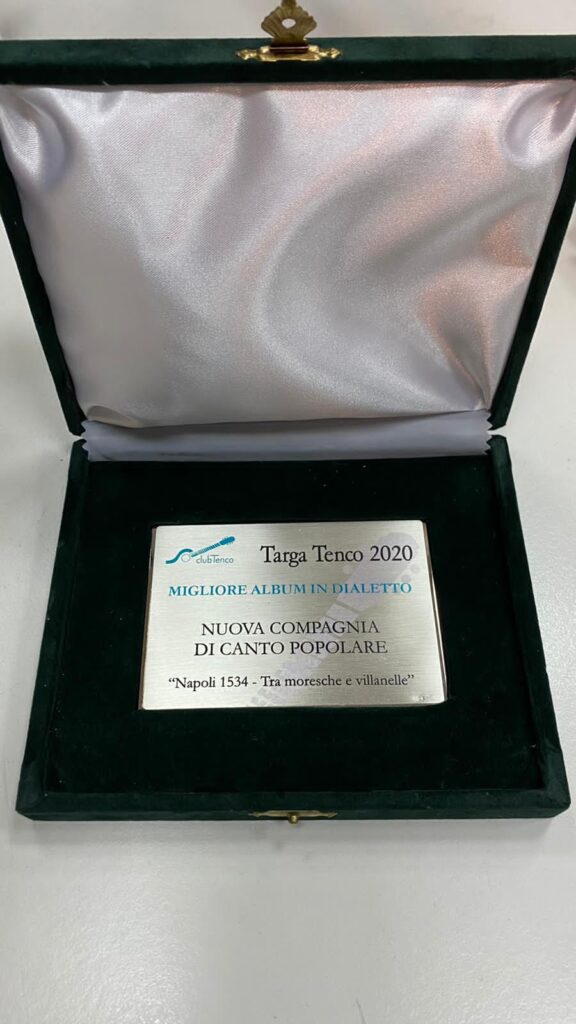 clubTenco
Targa Tenco 2020
MIGLIORE ALBUM IN DIALETTO
NUOVA COMPAGNIA
DI CANTO POPOLARE
“Napoli 1534 - Tra moresche e villanelle”